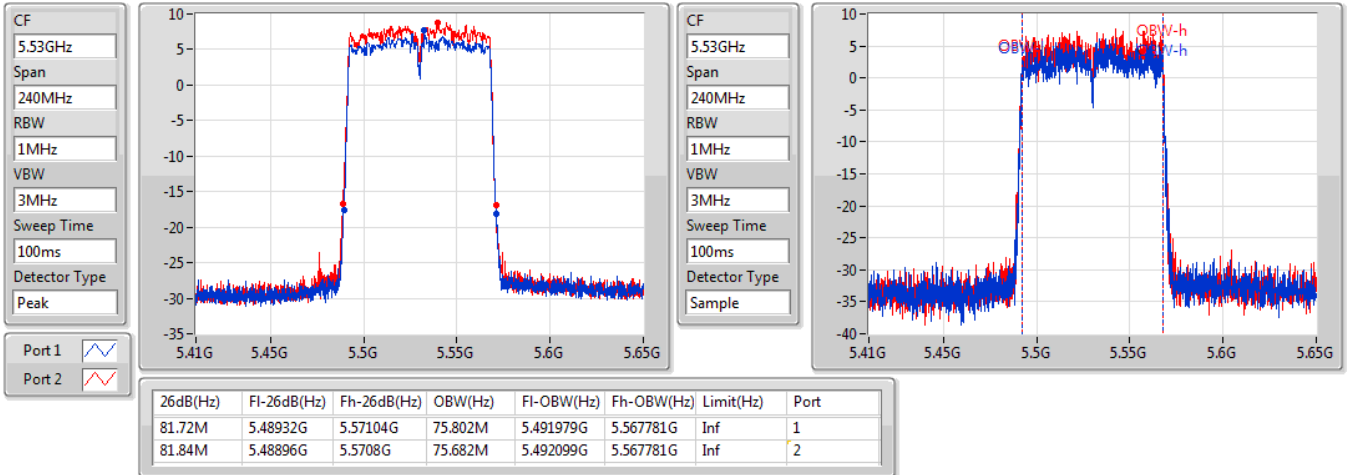 CF
5.53GHz
Span
240MHz
RBW
1MHz
VBW
3MHz
Sweep Time
100ms
Detector Type
Peak
Port 1
Port 2
10
5
0
-5
-10
-15
-20
-25
-30
-35
5.41G 5.45G 5.5G 5.55G 5.6G 5.65G
CF
5.53GHz
Span
240MHz
RBW
1MHz
VBW
3MHz
Sweep Time
100ms
Detector Type
Sample
10
5
0
-5
-10
-15
-20
-25
-30
-35
-40
OBW-h
OBW-h
5.41G 5.45G 5.5G 5.55G 5.6G 5.65G
26dB(Hz) Fl-26dB(Hz) Fh-26dB(Hz) OBW(Hz) Fl-OBW(Hz) Fh-OBW(Hz) Limit(Hz) Port
81.72M 5.48932G 5.57104G 75.802M 5.491979G 5.567781G Inf 1
81.84M 5.48896G 5.5708G 75.682M 5.492099G 5.567781G Inf 2